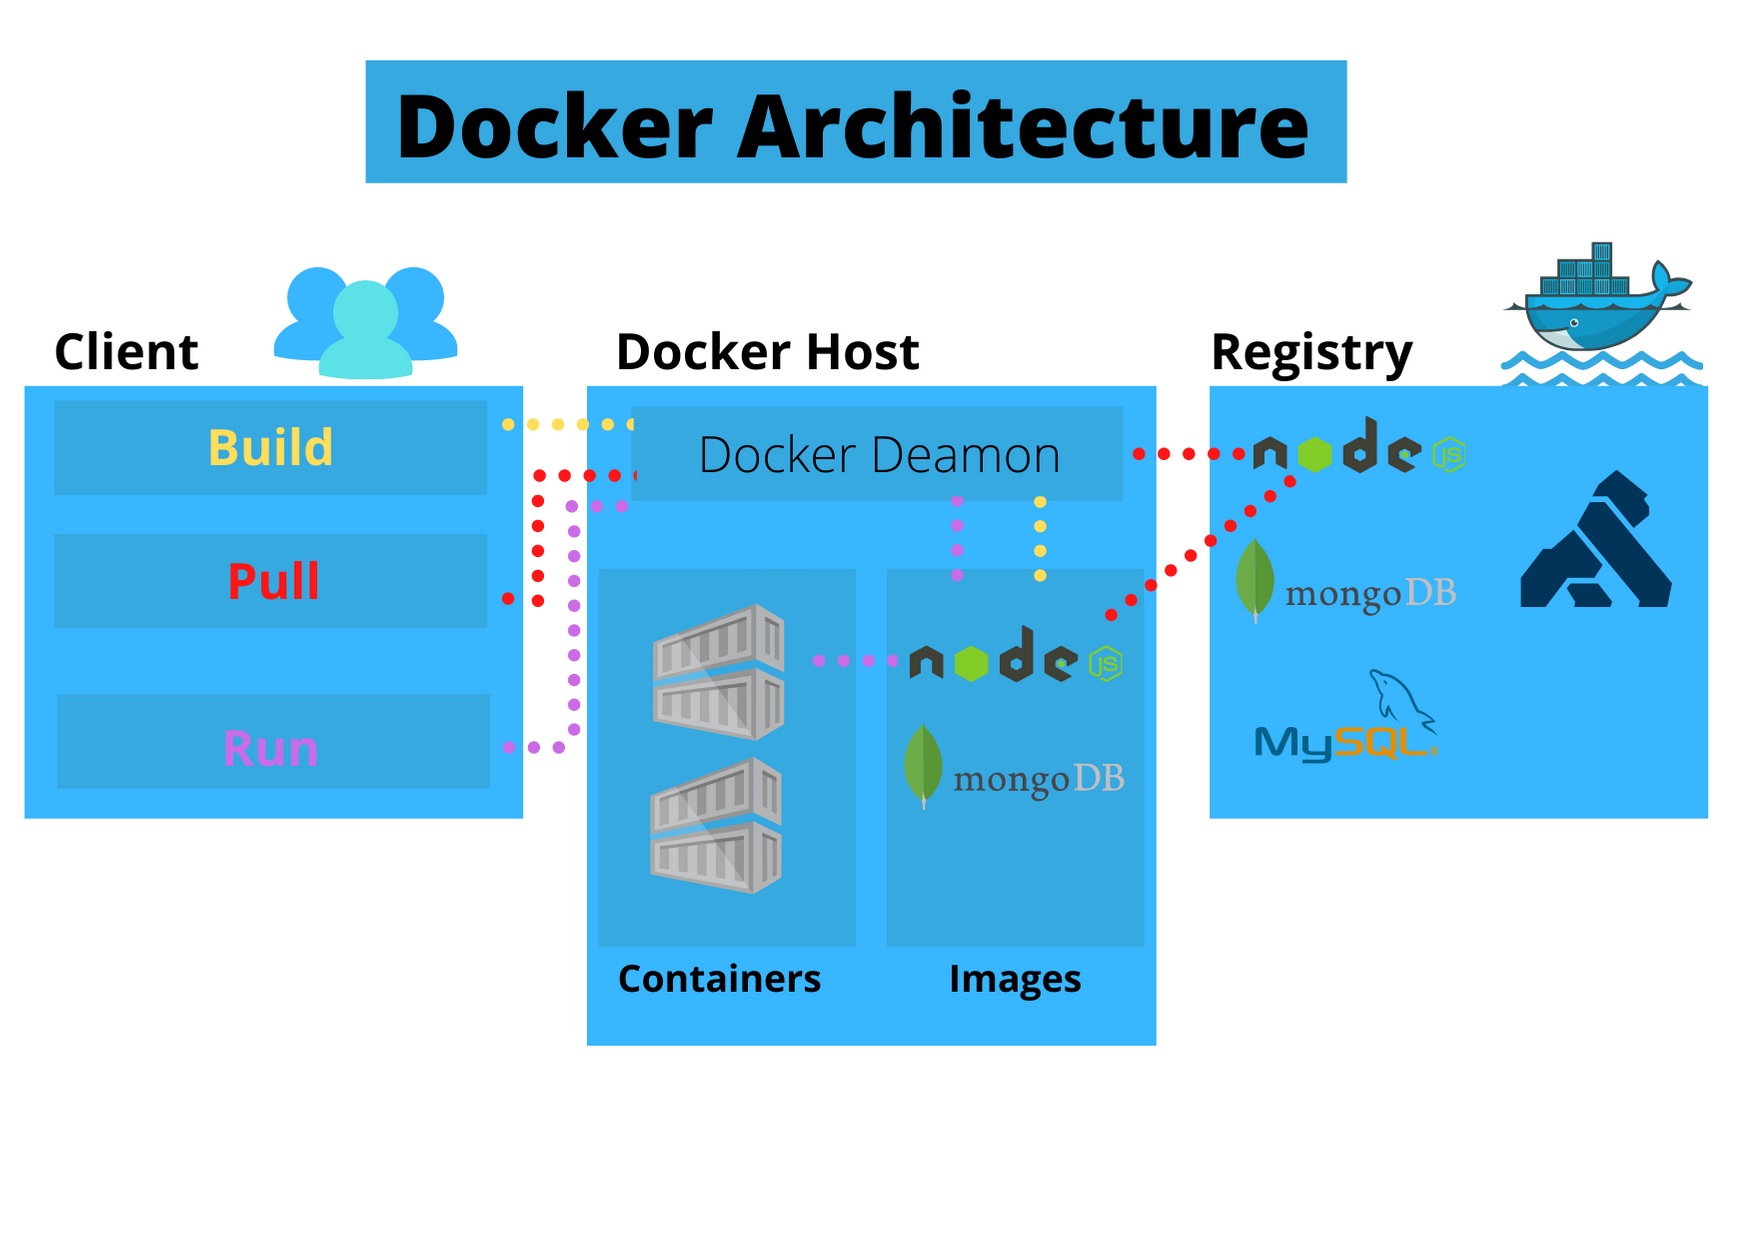 Docker Architecture
Client
Docker Host
Registry
Build
Pull
Run
Docker Deamon
node JS
mongoDB
Containers
Images
node JS
mongoDB
MySQL